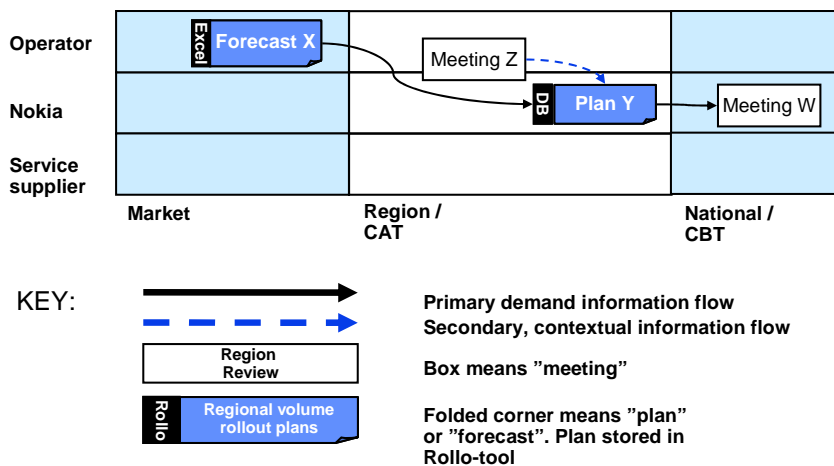 Operator
Excel
Forecast X
Meeting Z
Nokia
DB
Plan Y
Meeting W
Service
supplier
Market
Region /
CAT
National /
CBT
KEY:
Primary demand information flow
Secondary, contextual information flow
Region
Review
Box means ”meeting”
Rollo
Regional volume
rollout plans
Folded corner means ”plan”
or ”forecast”. Plan stored in
Rollo-tool